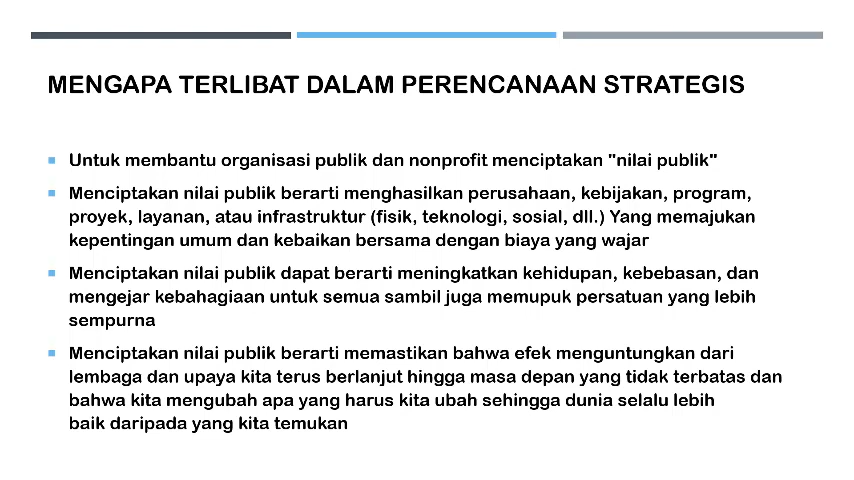 MENGAPA TERLIBAT DALAM PERENCANAAN STRATEGIS
Untuk membantu organisasi publik dan nonprofit menciptakan "nilai publik"
Menciptakan nilai publik berarti menghasilkan perusahaan, kebijakan, program,
proyek, layanan, atau infrastruktur (fisik, teknologi, sosial, dll.) Yang memajukan
kepentingan umum dan kebaikan bersama dengan biaya yang wajar
Menciptakan nilai publik dapat berarti meningkatkan kehidupan, kebebasan, dan
mengejar kebahagiaan untuk semua sambil juga memupuk persatuan yang lebih
sempurna
Menciptakan nilai publik berarti memastikan bahwa efek menguntungkan dari
lembaga dan upaya kita terus berlanjut hingga masa depan yang tidak terbatas dan
bahwa kita mengubah apa yang harus kita ubah sehingga dunia selalu lebih
baik daripada yang kita temukan